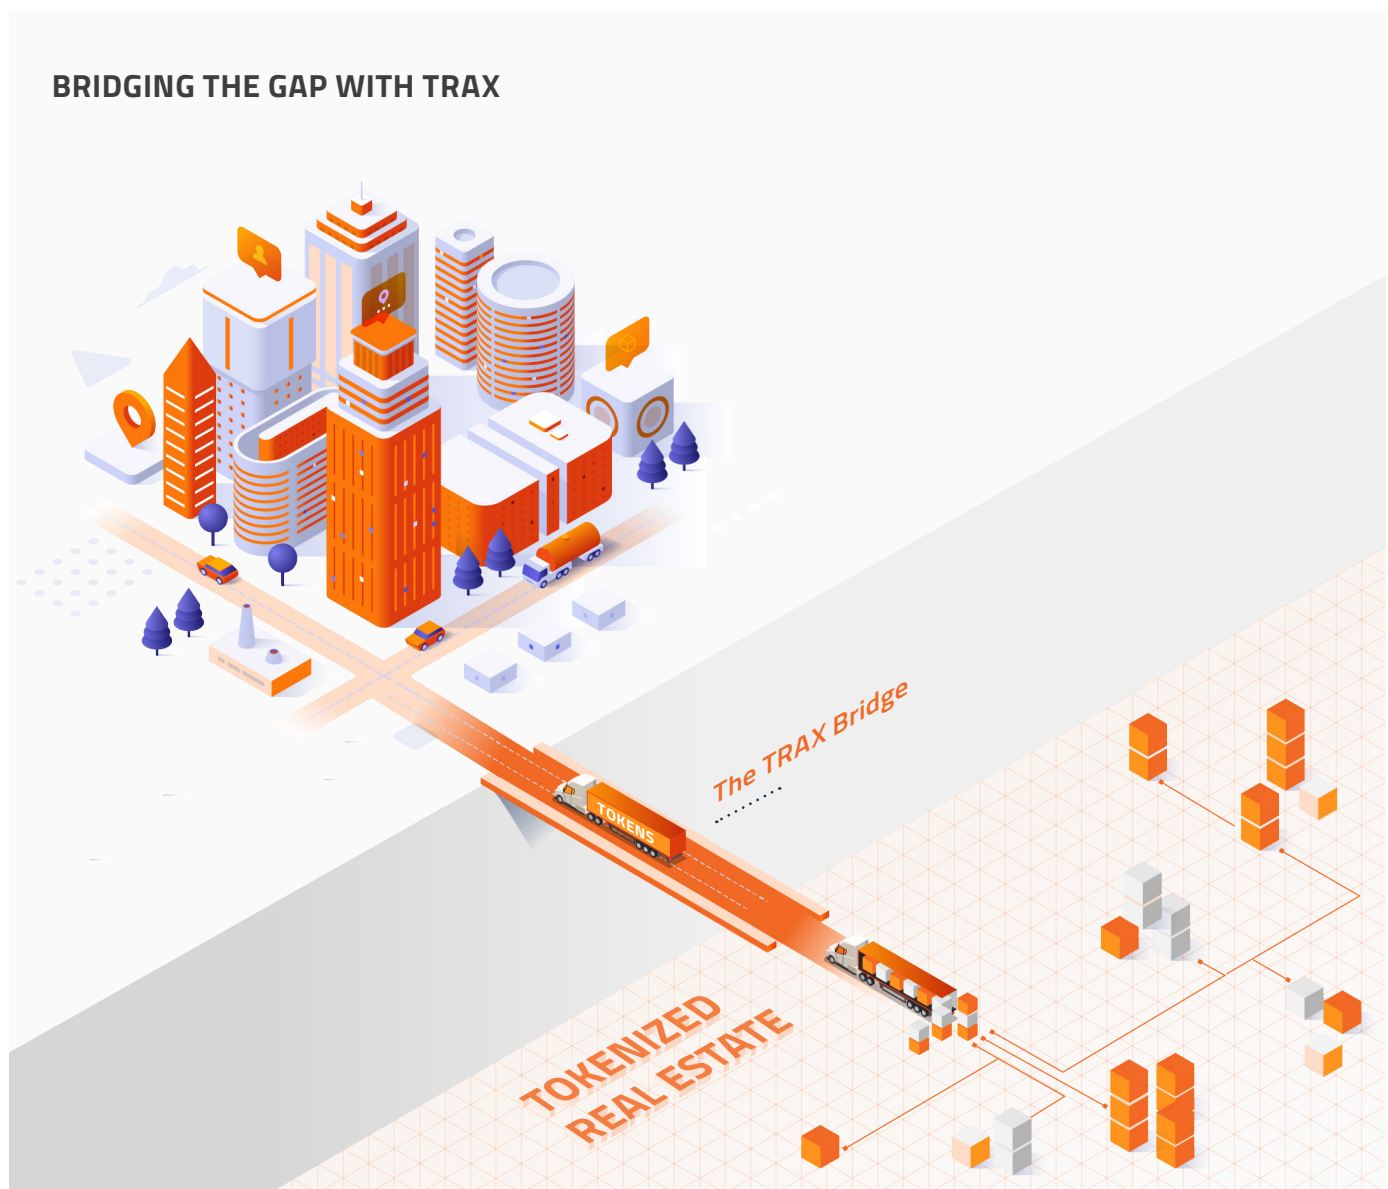 BRIDGING THE GAP WITH TRAX
The TRAX Bridge
TOKENS
TOKENIZED
REAL ESTATE